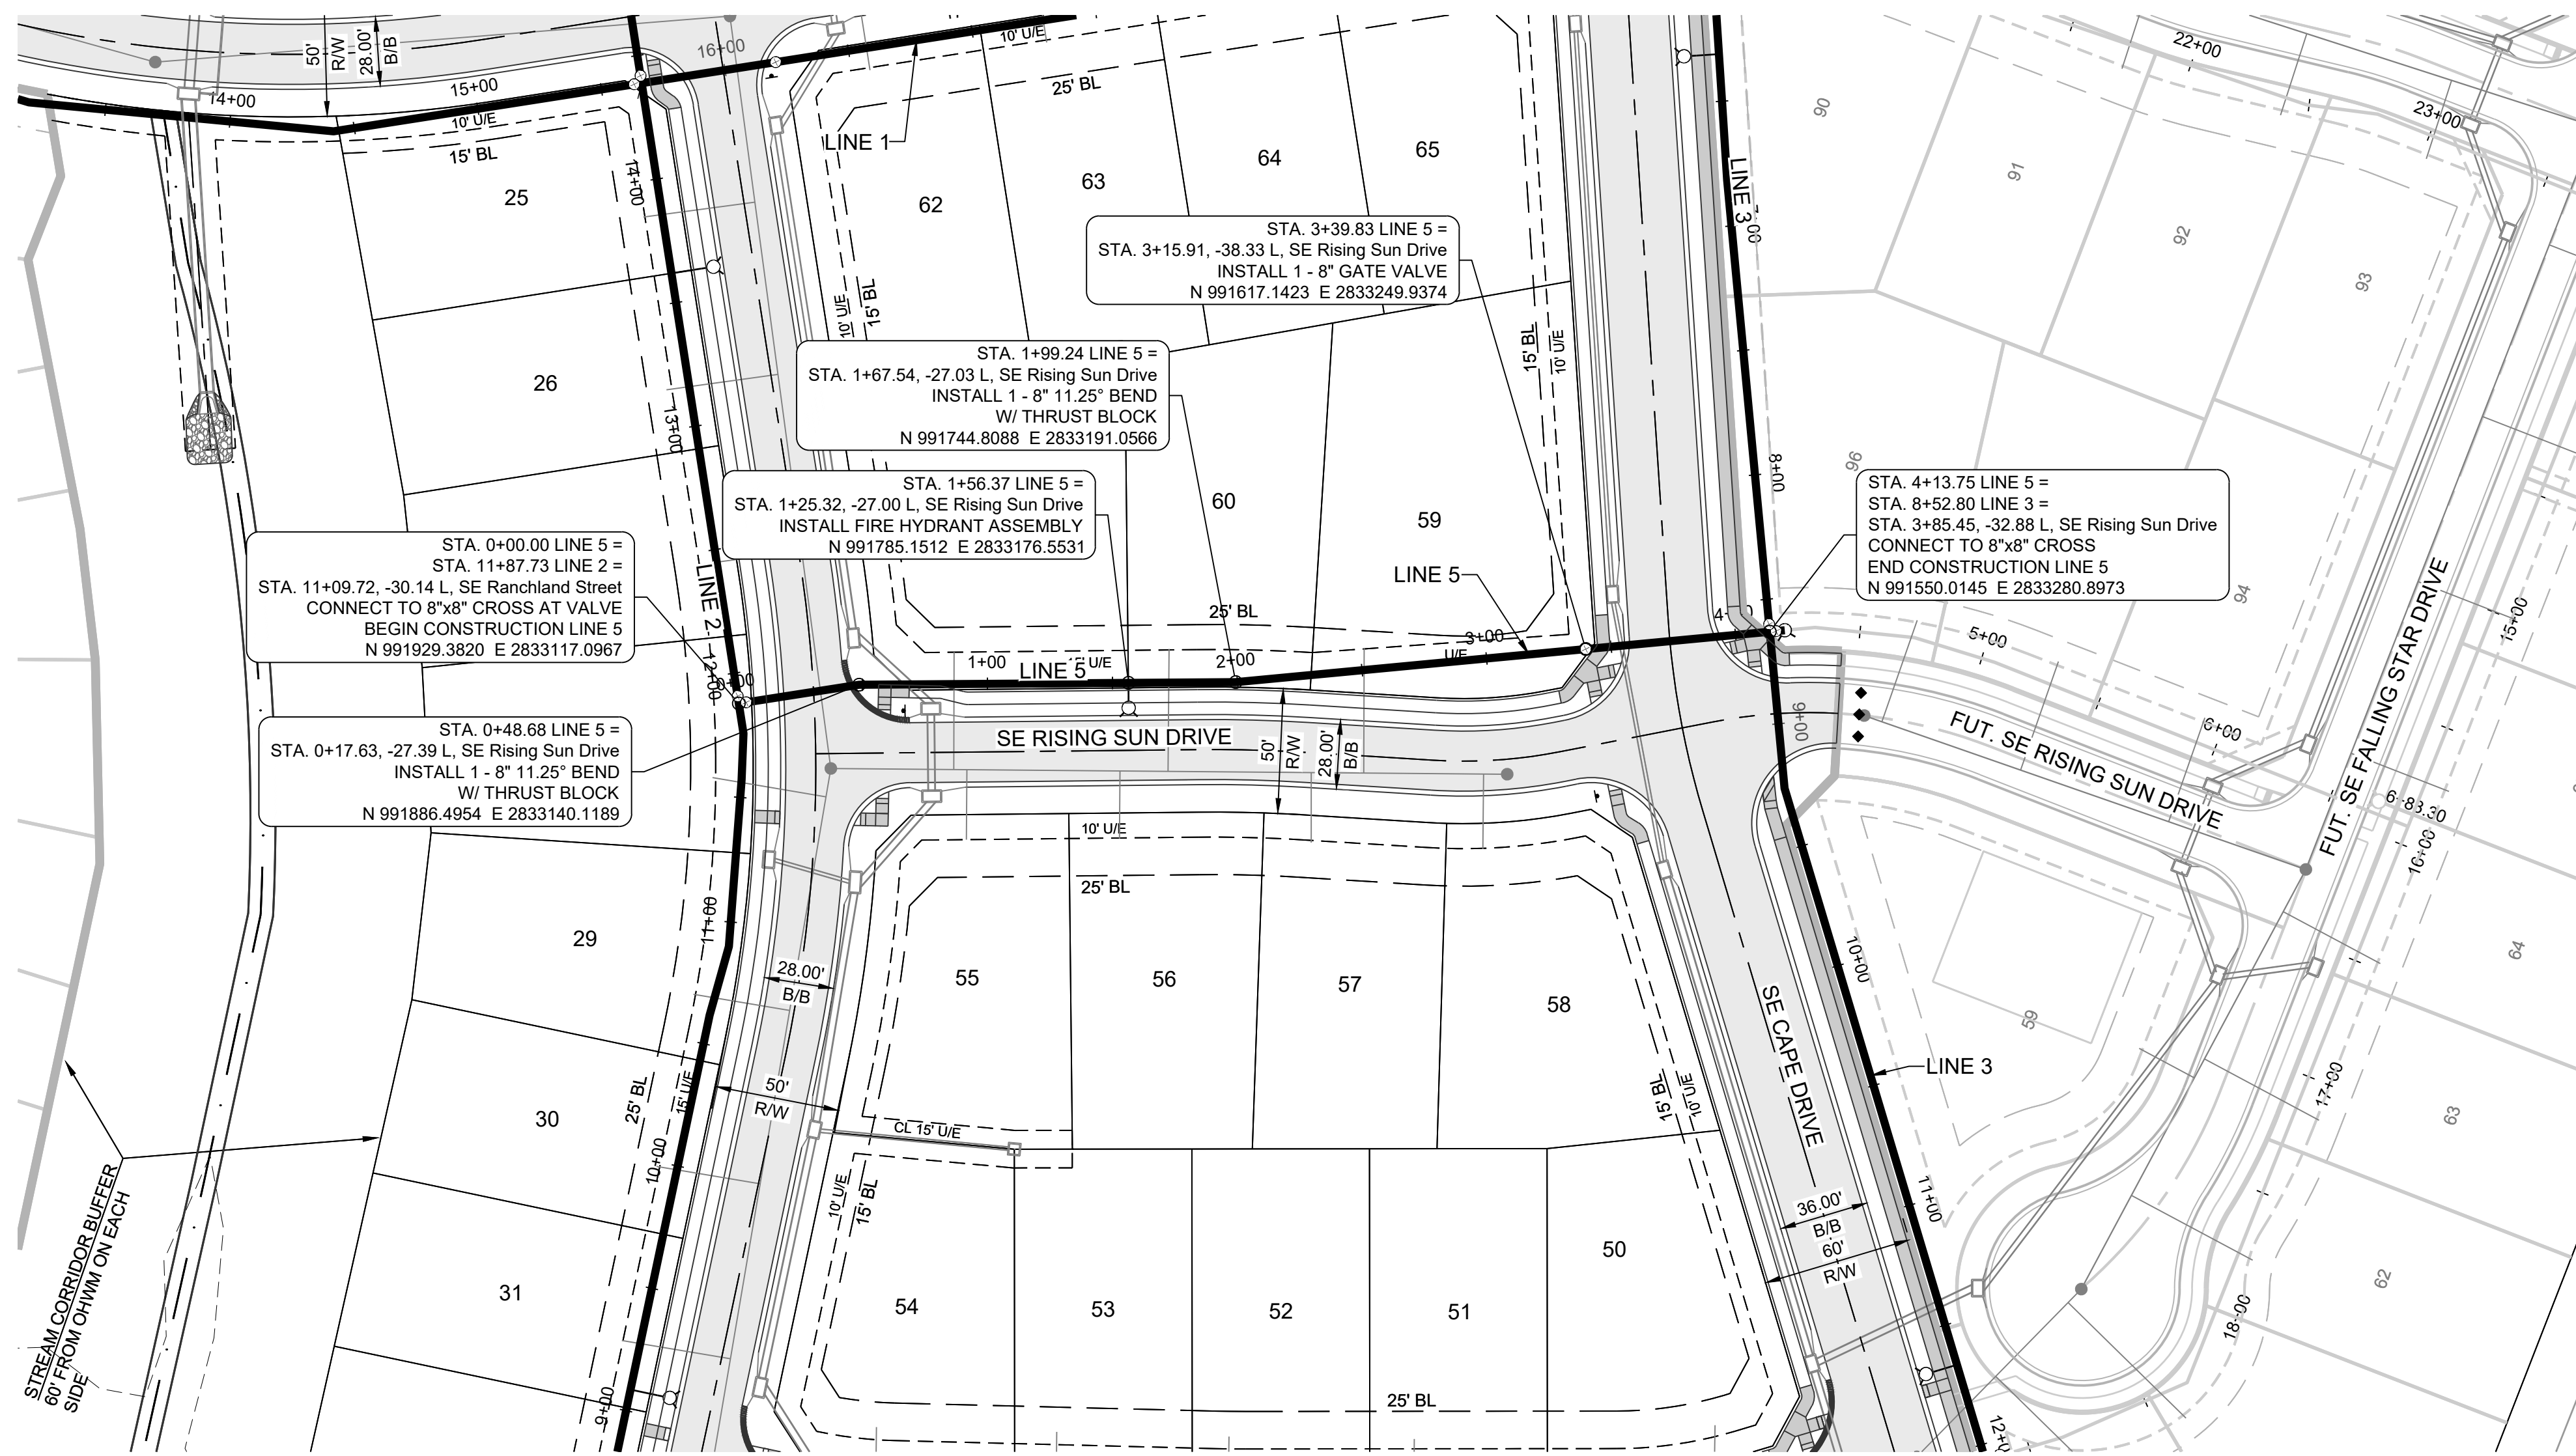 50'
R/W
28.00'
B/B
14+00
15+00
16+00
10' U/E
15' BL
10' U/E
25' BL
LINE 1
22+00
23+00
25
14+00
62
63
64
65
LINE 3
90
91
92
93
STA. 3+39.83 LINE 5 =
STA. 3+15.91, -38.33 L, SE Rising Sun Drive
INSTALL 1 - 8" GATE VALVE
N 991617.1423 E 2833249.9374
10' U/E
15' BL
15' BL
10' U/E
STA. 1+99.24 LINE 5 =
STA. 1+67.54, -27.03 L, SE Rising Sun Drive
INSTALL 1 - 8" 11.25° BEND
W/ THRUST BLOCK
N 991744.8088 E 2833191.0566
26
13+00
STA. 1+56.37 LINE 5 =
STA. 1+25.32, -27.00 L, SE Rising Sun Drive
INSTALL FIRE HYDRANT ASSEMBLY
N 991785.1512 E 2833176.5531
60
59
8+00
96
STA. 4+13.75 LINE 5 =
STA. 8+52.80 LINE 3 =
STA. 3+85.45, -32.88 L, SE Rising Sun Drive
CONNECT TO 8"x8" CROSS
END CONSTRUCTION LINE 5
N 991550.0145 E 2833280.8973
STA. 0+00.00 LINE 5 =
STA. 11+87.73 LINE 2 =
STA. 11+09.72, -30.14 L, SE Ranchland Street
CONNECT TO 8"x8" CROSS AT VALVE
BEGIN CONSTRUCTION LINE 5
N 991929.3820 E 2833117.0967
LINE 2
12+00
LINE 5
25' BL
94
15+00
1+00
LINE 5
U/E
2+00
3+00
U/E
5+00
STA. 0+48.68 LINE 5 =
STA. 0+17.63, -27.39 L, SE Rising Sun Drive
INSTALL 1 - 8" 11.25° BEND
W/ THRUST BLOCK
N 991886.4954 E 2833140.1189
SE RISING SUN DRIVE
50'
R/W
28.00'
B/B
9+00
FUT. SE RISING SUN DRIVE
6+00
FUT. SE FALLING STAR DRIVE
6+83.30
16+00
10' U/E
25' BL
29
11+00
28.00'
B/B
55
56
57
58
10+00
SE CAPE DRIVE
LINE 3
59
64
30
25' BL
15' U/E
50'
R/W
CL 15' U/E
15' BL
10' U/E
17+00
63
10+00
10' U/E
15' BL
11+00
36.00'
B/B
60'
R/W
STREAM CORRIDOR BUFFER
60' FROM OHWM ON EACH
SIDE
31
54
53
52
51
50
62
18+00
9+00
25' BL